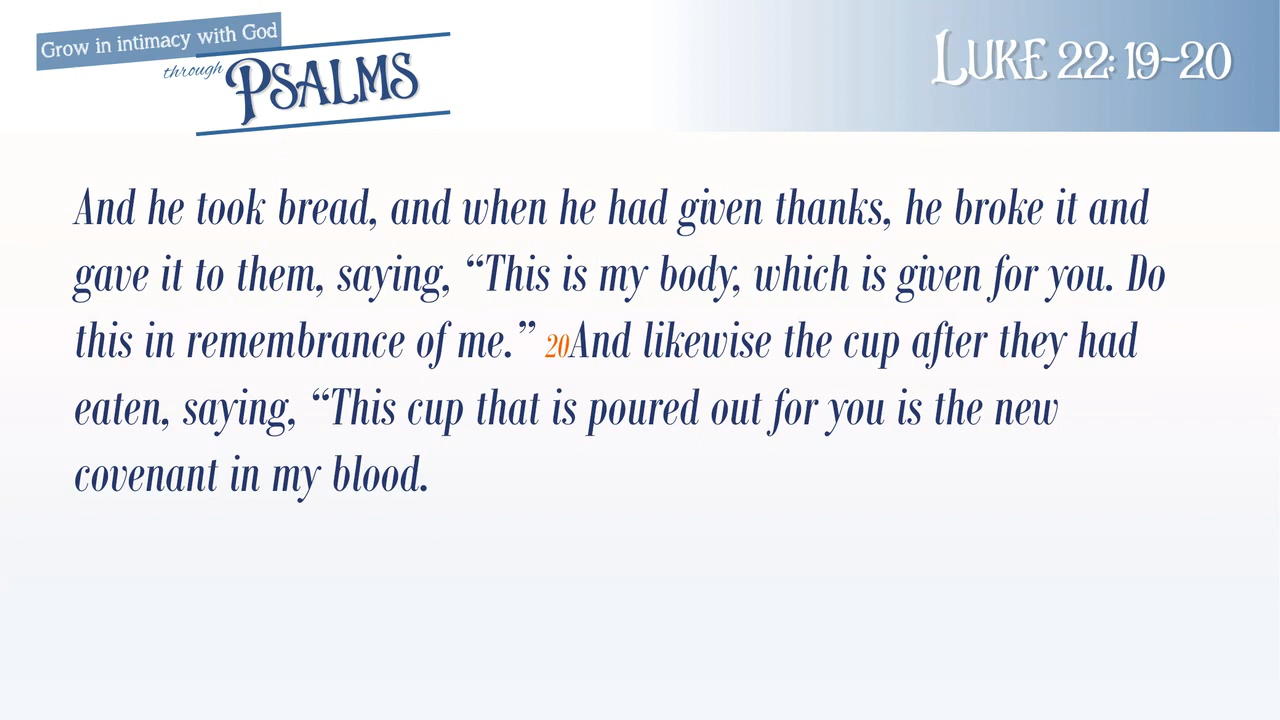 Grow in intimacy with God
through
PSALMS
LUKE 22: 19-20
And he took bread, and when he had given thanks, he broke it and
gave it to them, saying, “This is my body, which is given for you. Do
this in remembrance of me.” 20And likewise the cup after they had
eaten, saying, “This cup that is poured out for you is the new
covenant in my blood.